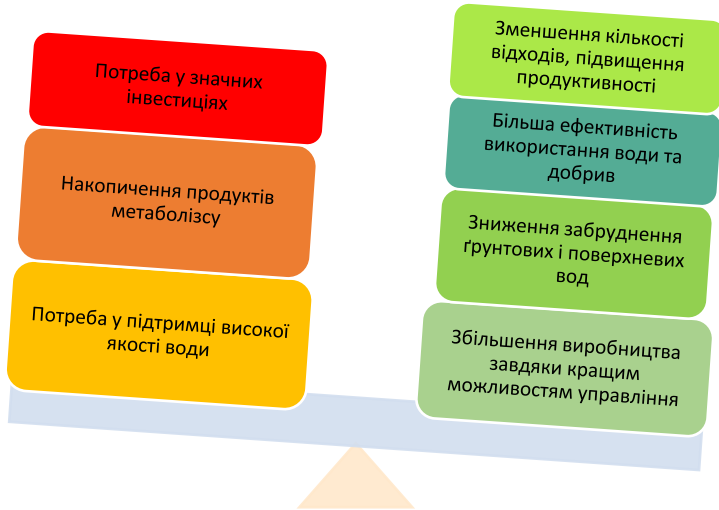 Потреба у значних
інвестиціях
Накопичення продуктів
метаболізсу
Потреба у підтримці високої
якості води
Зменшення кількості
відходів, підвищення
продуктивності
Більша ефективність
використання води та
добрив
Зниження забруднення
ґрунтових і поверхневих
вод
Збільшення виробництва
завдяки кращим
можливостям управління